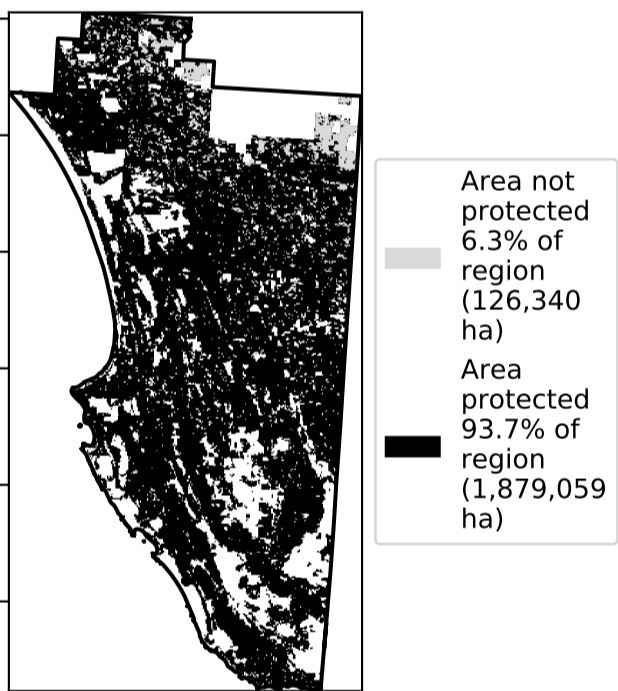 Area not
protected
6.3% of
region
(126,340
ha)
Area
protected
93.7% of
region
(1,879,059
ha)